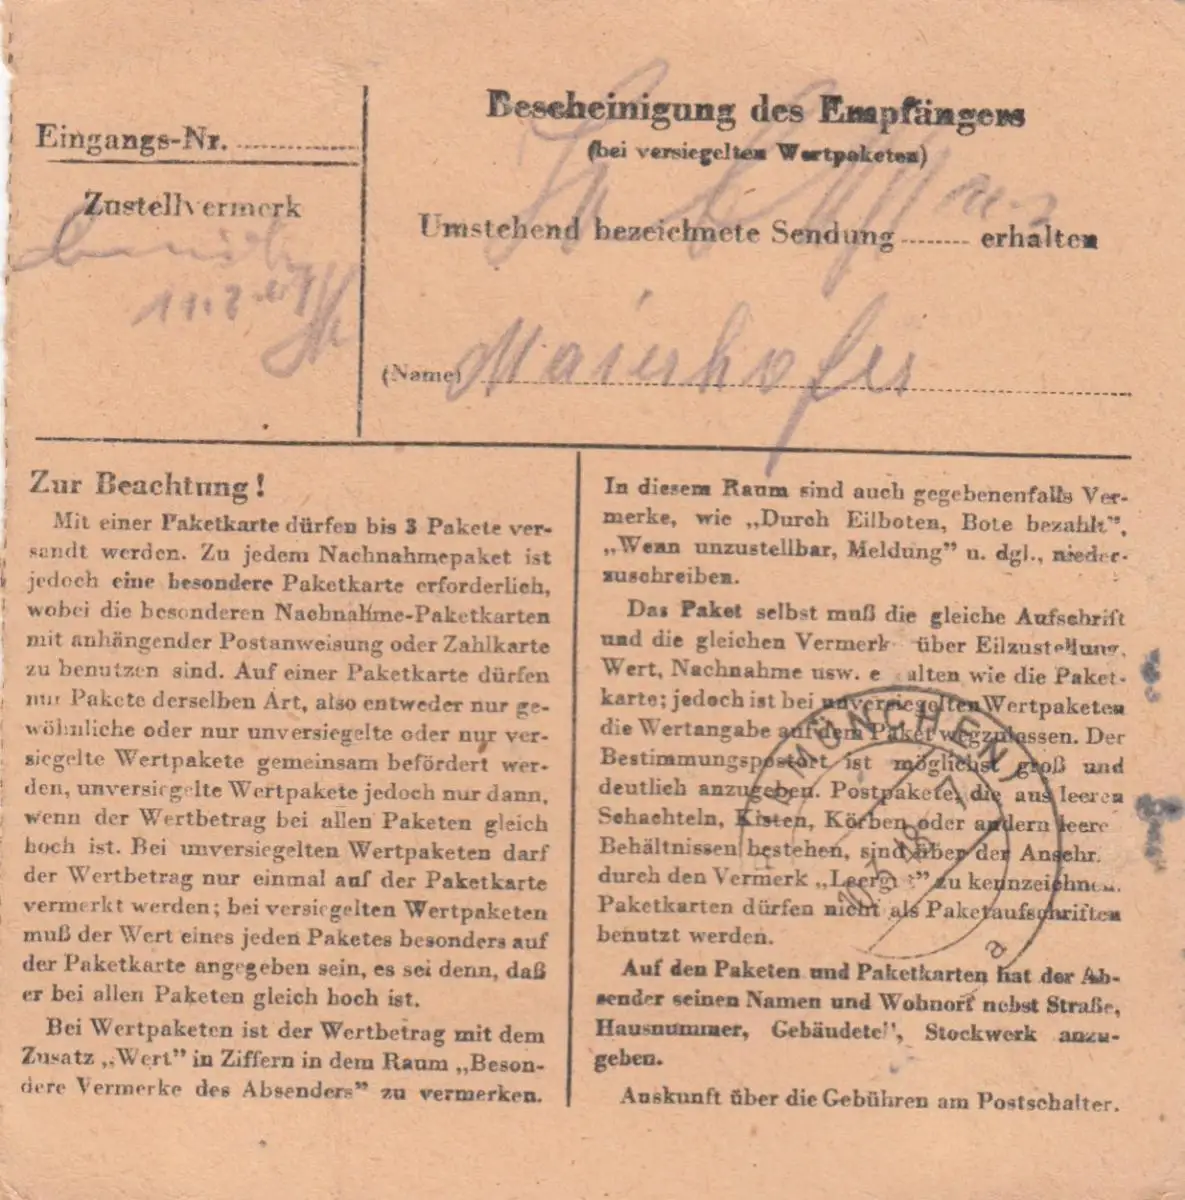 Eingangs-Nr.
Zustellvermerk
11.2.
Bescheinigung des Empfängers
(bei versiegelten Wertpaketen)
Umstehend bezeichnete Sendung ........ erhalten
(Name) Maierhofer
Zur Beachtung!
Mit einer Paketkarte dürfen bis 3 Pakete ver-
sandt werden. Zu jedem Nachnahmepaket ist
jedoch eine besondere Paketkarte erforderlich,
wobei die besonderen Nachnahme-Paketkarten
mit anhängender Postanweisung oder Zahlkarte
zu benutzen sind. Auf einer Paketkarte dürfen
nur Pakete derselben Art, also entweder nur ge-
wöhnliche oder nur unversiegelte oder nur ver-
siegelte Wertpakete gemeinsam befördert wer-
den, unversiegelte Wertpakete jedoch nur dann,
wenn der Wertbetrag bei allen Paketen gleich
hoch ist. Bei unversiegelten Wertpaketen darf
der Wertbetrag nur einmal auf der Paketkarte
vermerkt werden; bei versiegelten Wertpaketen
muß der Wert eines jeden Paketes besonders auf
der Paketkarte angegeben sein, es sei denn, daß
er bei allen Paketen gleich hoch ist.
Bei Wertpaketen ist der Wertbetrag mit dem
Zusatz „Wert" in Ziffern in dem Raum „Beson-
dere Vermerke des Absenders" zu vermerken.
In diesem Raum sind auch gegebenenfalls Ver-
merke, wie „Durch Eilboten, Bote bezahlt",
„Wenn unzustellbar, Meldung" u. dgl., nieder-
zuschreiben.
Das Paket selbst muß die gleiche Aufschrift
und die gleichen Vermerk über Eilzustellung,
Wert, Nachnahme usw. e alten wie die Paket-
karte; jedoch ist bei unversiegelten Wertpaketen
die Wertangabe auf dem Paket wegzulassen. Der
Bestimmungspostort ist möglichst groß und
deutlich anzugeben. Postpakete, die aus leeren
Schachteln, Kisten, Körben oder andern leere
Behältnissen bestehen, sind über der Anschr.
durch den Vermerk „Leergut" zu kennzeichnen.
Paketkarten dürfen nicht als Paketaufschriften
benutzt werden.
Auf den Paketen und Paketkarten hat der Ab-
sender seinen Namen und Wohnort nebst Straße,
Hausnummer, Gebäudeteil, Stockwerk anzu-
geben.
Auskunft über die Gebühren am Postschalter.
MÜNCHEN
a